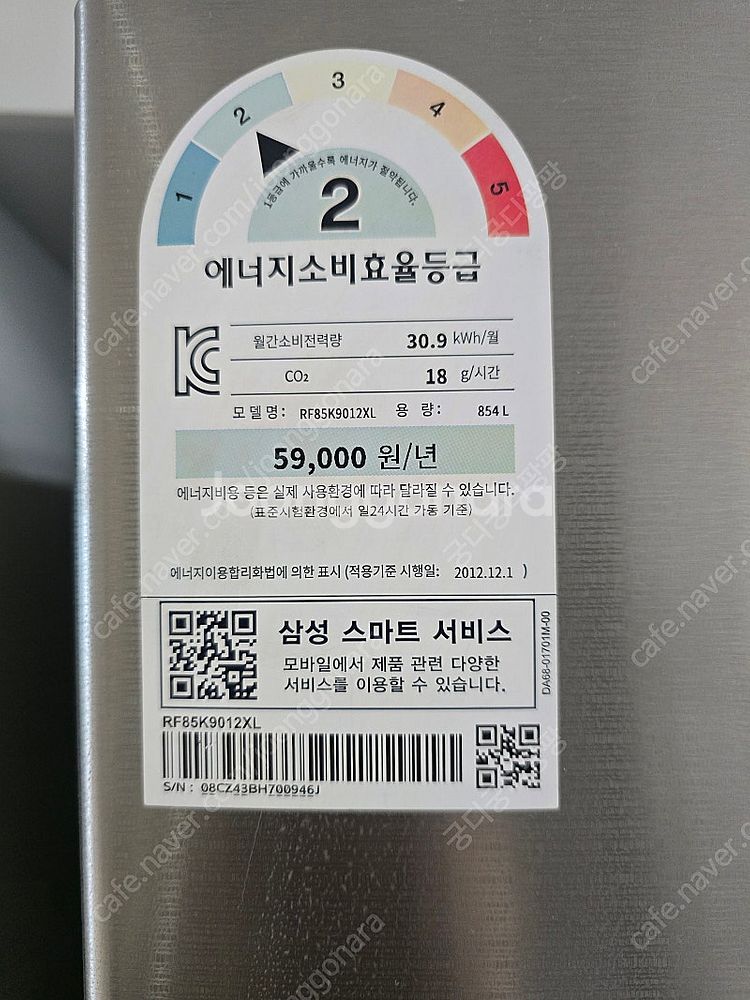 1
2
3
4
5
1등급에 가까울수록 에너지가 절약됩니다.
2
에너지소비효율등급
월간소비전력량 30.9 kWh/월
CO₂ 18 g/시간
모델명: RF85K9012XL 용 량: 854 L
59,000 원/년
에너지비용 등은 실제 사용환경에 따라 달라질 수 있습니다.
(표준시험환경에서 일24시간 가동 기준)
에너지이용합리화법에 의한 표시 (적용기준 시행일: 2012.12.1 )
삼성 스마트 서비스
모바일에서 제품 관련 다양한
서비스를 이용할 수 있습니다.
DA68-01701M-00
RF85K9012XL
S/N : 08CZ43BH700946J
cafe.naver.com/joonggonara